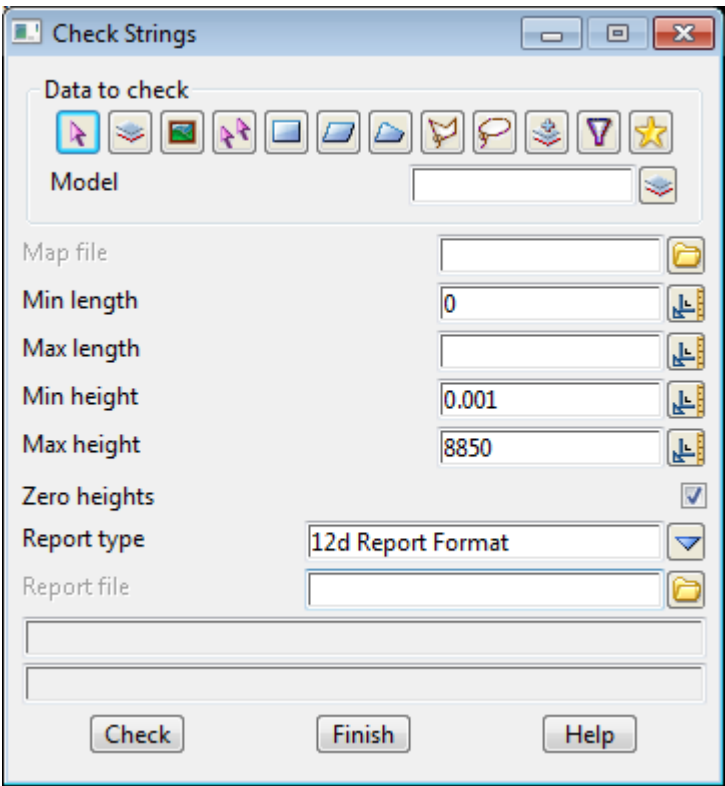 Check Strings
Data to check
Model
Map file
Min length 0
Max length
Min height 0.001
Max height 8850
Zero heights
Report type 12d Report Format
Report file
Check Finish Help